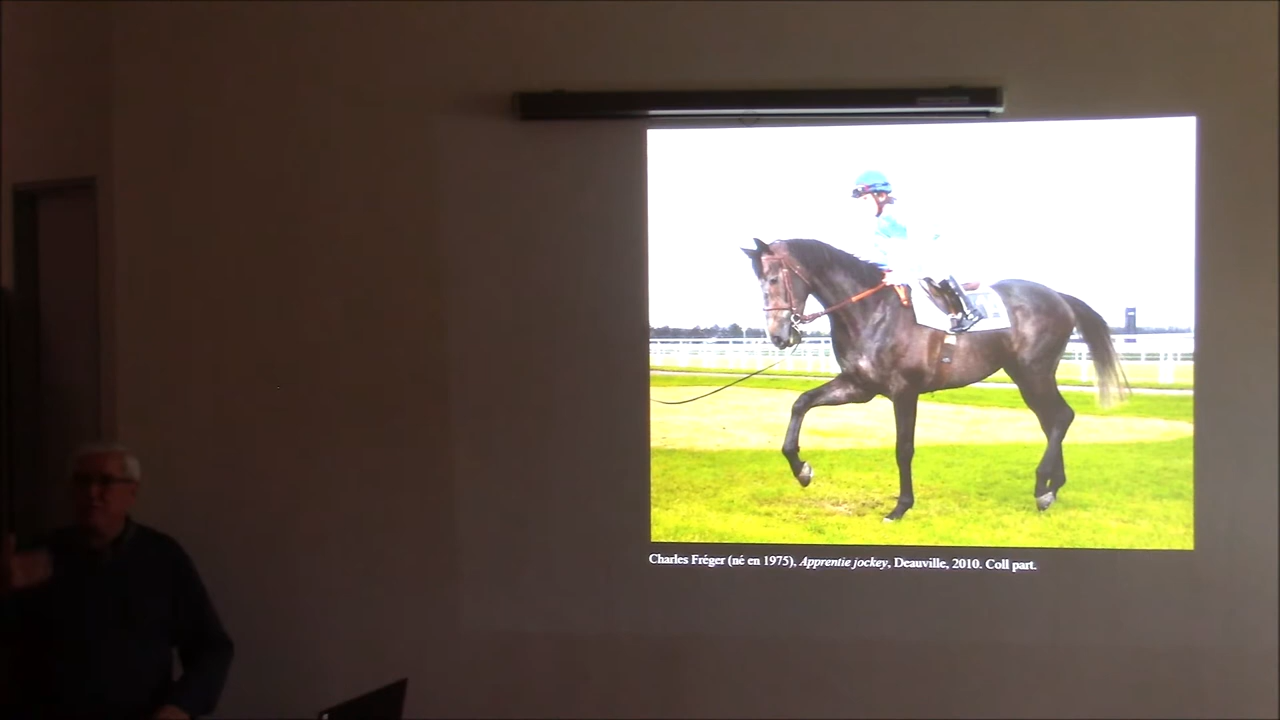 Charles Fréger (né en 1975), Apprentie jockey, Deauville, 2010. Coll part.